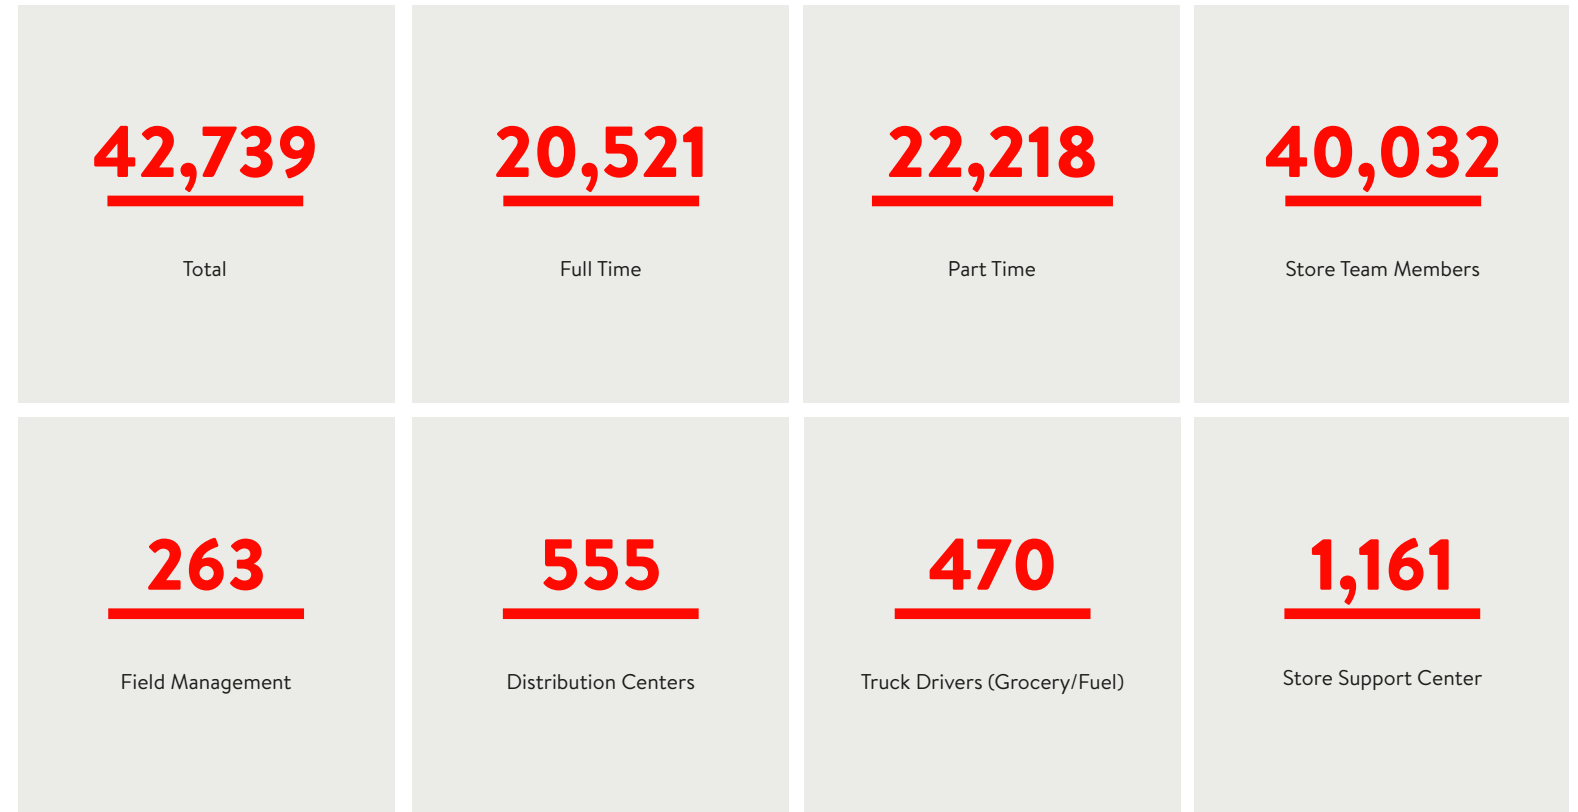 42,739
Total
20,521
Full Time
22,218
Part Time
40,032
Store Team Members
263
Field Management
555
Distribution Centers
470
Truck Drivers (Grocery/Fuel)
1,161
Store Support Center